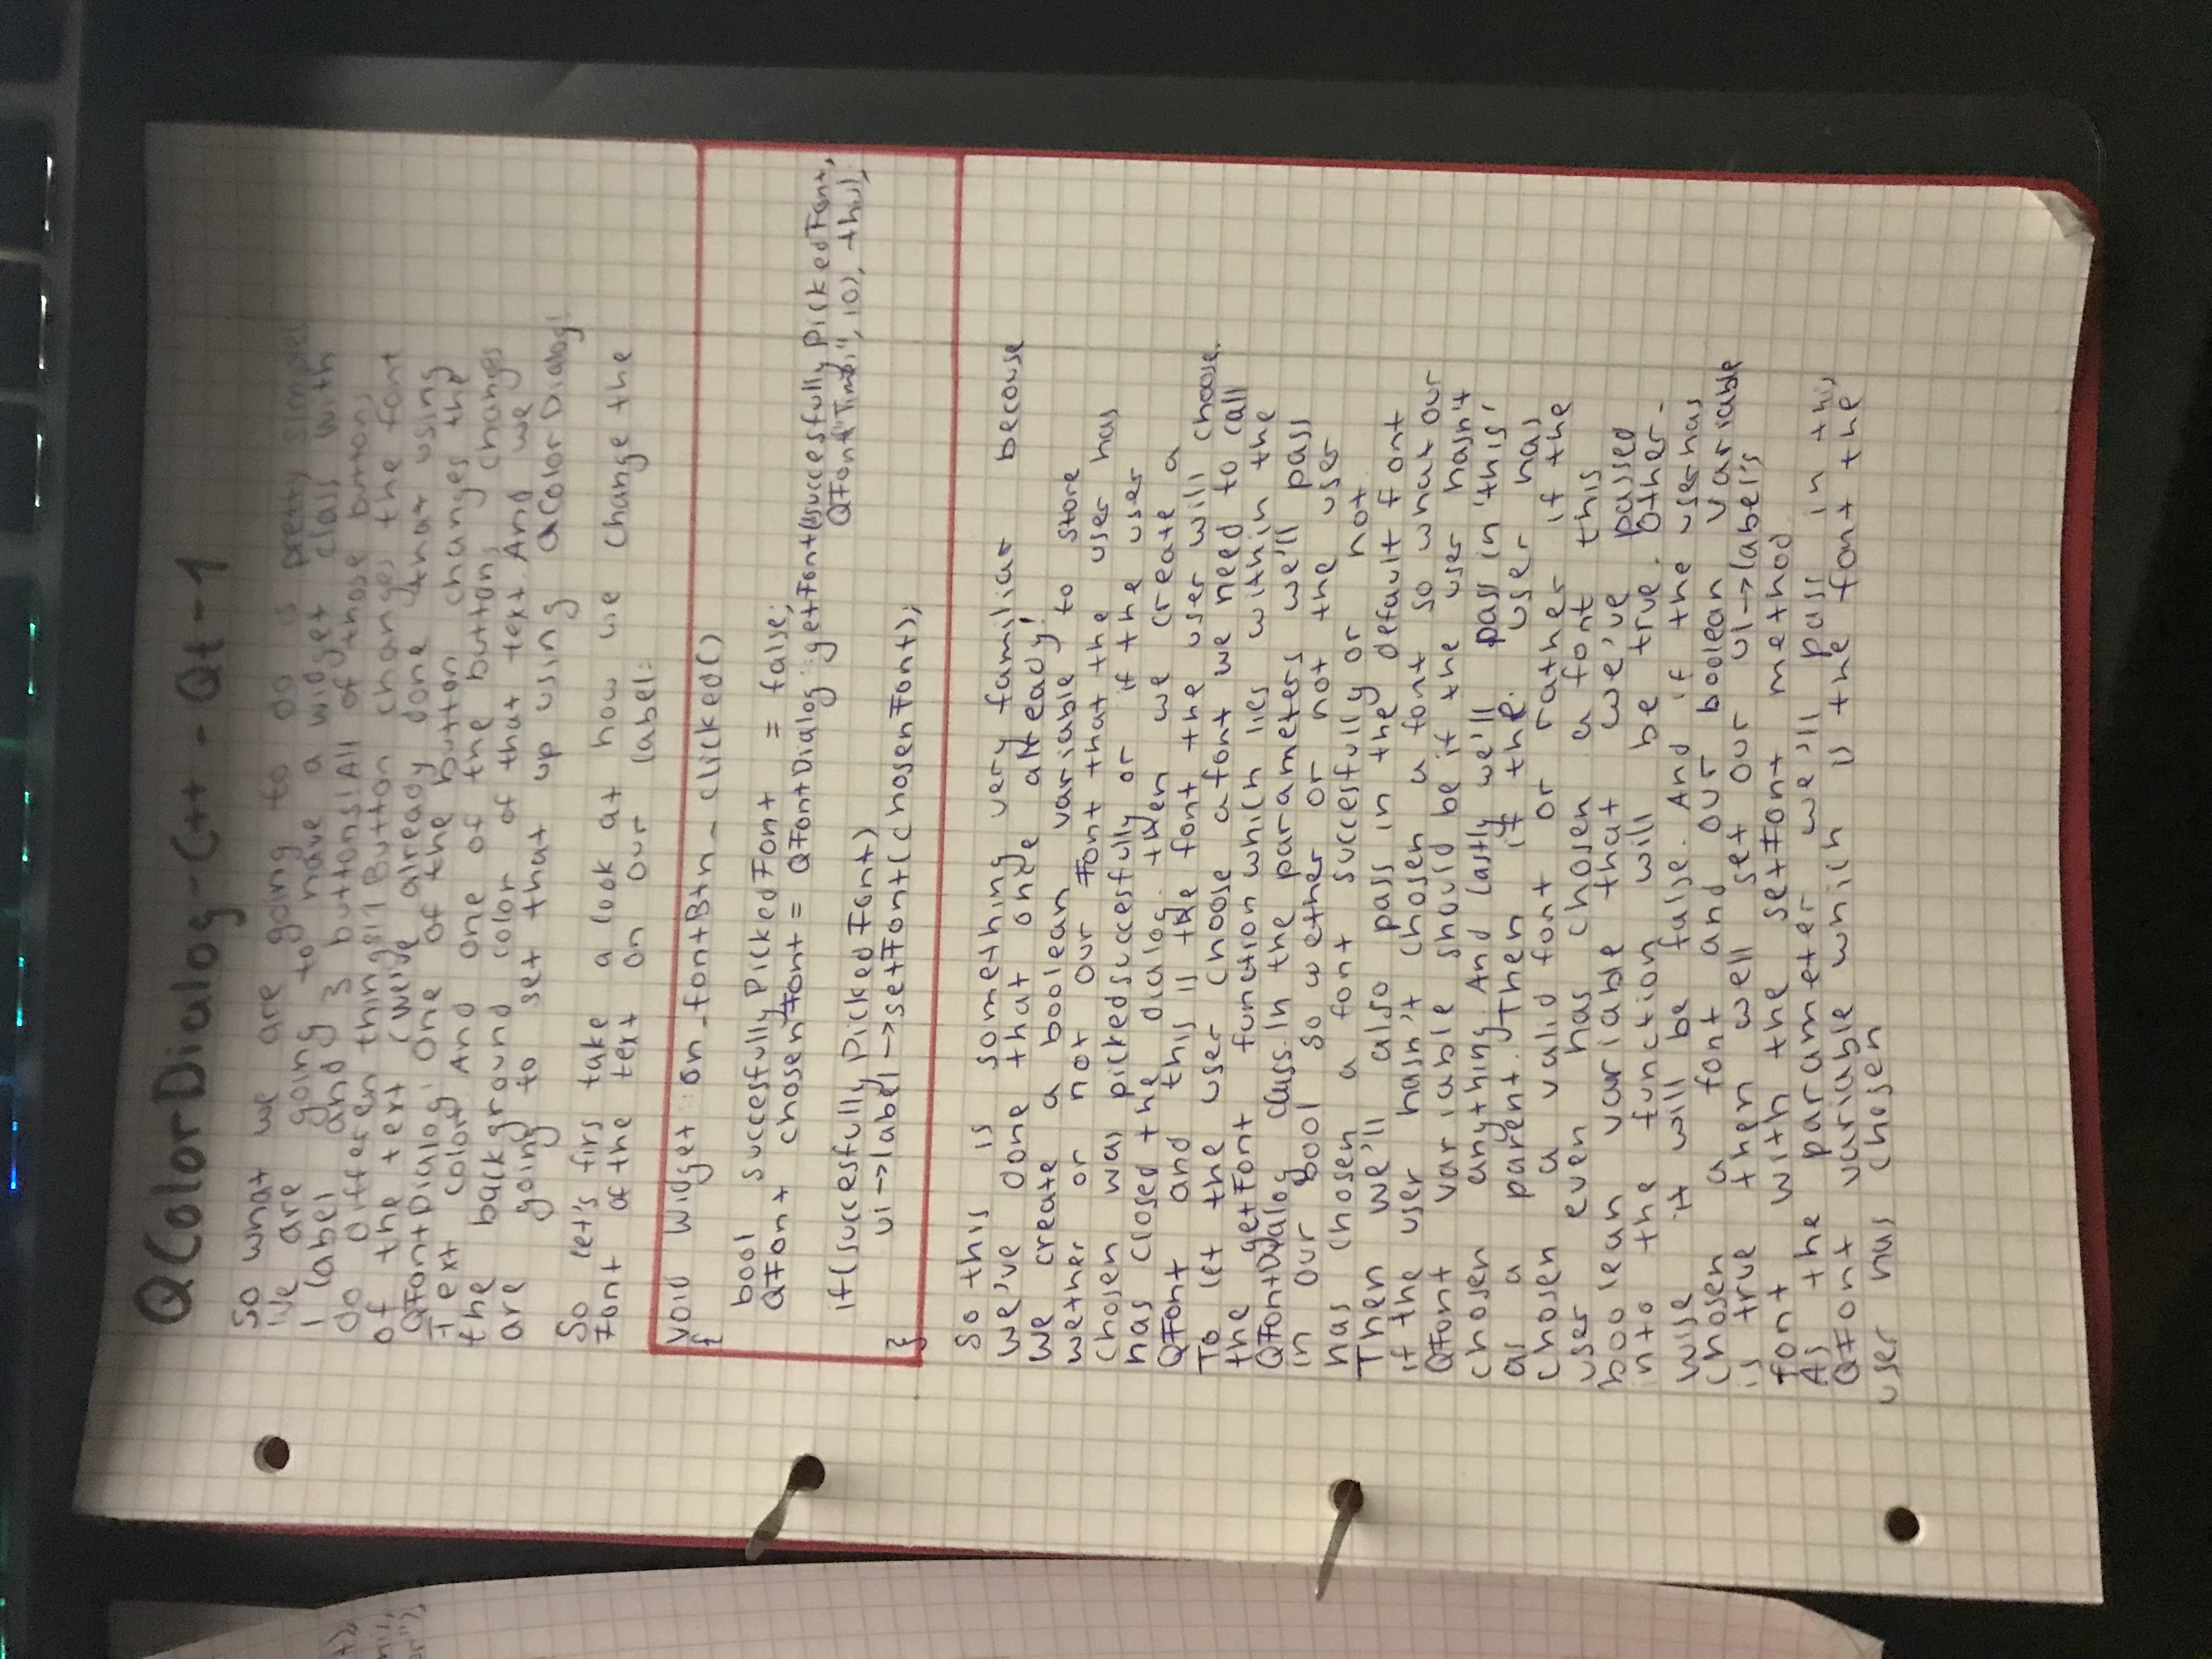 QColorDialog-C++ - Qt-1
So what we are going to do is pretty simple!
We are going to have a widget class with
1 label and 3 buttons! All of those buttons
do differen things! 1 Button changes the font
of the text (we've already done that using
QFontDialog! One of the button changes the
Text color! And one of the buttons changes
the background color of that text And we
are going to set that up using QColorDialog!
So let's firs take a look at how we change the
Font of the text on our label:
void Widget::on_fontBtn_clicked()
{
bool succesfullyPickedFont = false;
QFont chosenFont = QFontDialog::getFont(&succesfullyPickedFont,
QFont("Times", 10), this);
if(succesfullyPickedFont)
ui->label->setFont(chosenFont);
}
So this is something very familiar becouse
we've done that once already!
We create a boolean variable to store
wether or not our Font that the user has
chosen was picked succesfully or if the user
has closed the dialog. then we create a
QFont and this is the font the user will choose.
To let the user choose a font we need to call
the getFont function which lies within the
QFontDialog class. In the parameters we'll pass
in our bool so wether or not the user
has chosen a font succesfully or not
Then we'll also pass in the default font
if the user hasn't chosen a font so what our
QFont variable should be if the user hasn't
chosen anything. And lastly we'll pass in 'this'
as a parent. Then if the user has
chosen a valid font or rather if the
user even has chosen a font this
boolean variable that we've passed
into the function will be true. Other-
wise it will be false. And if the user has
chosen a font and our boolean variable
is true then well set our ui->label's
font with the setFont method
As the parameter we'll pass in this
QFont variable which is the font the
user has chosen